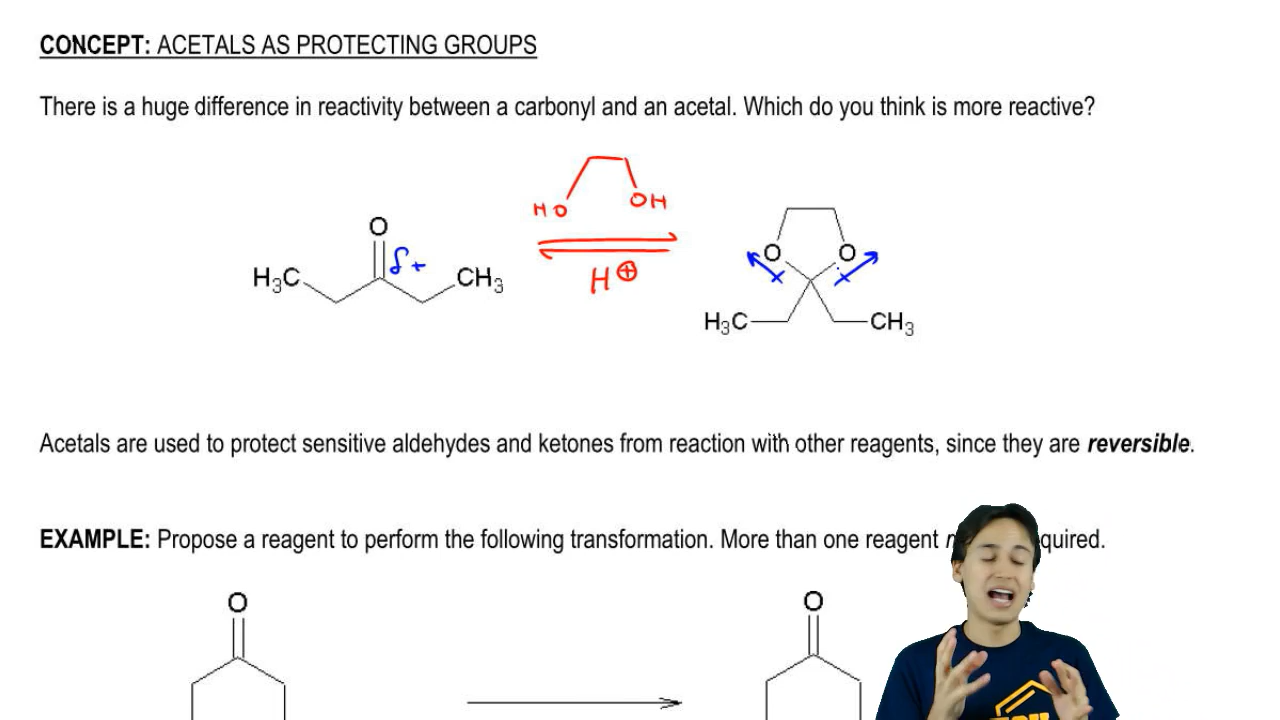 CONCEPT: ACETALS AS PROTECTING GROUPS
There is a huge difference in reactivity between a carbonyl and an acetal. Which do you think is more reactive?
HO OH
O δ+
H3C CH3
H⊕
O O
H3C CH3
Acetals are used to protect sensitive aldehydes and ketones from reaction with other reagents, since they are reversible.
EXAMPLE: Propose a reagent to perform the following transformation. More than one reagent quired.
O O